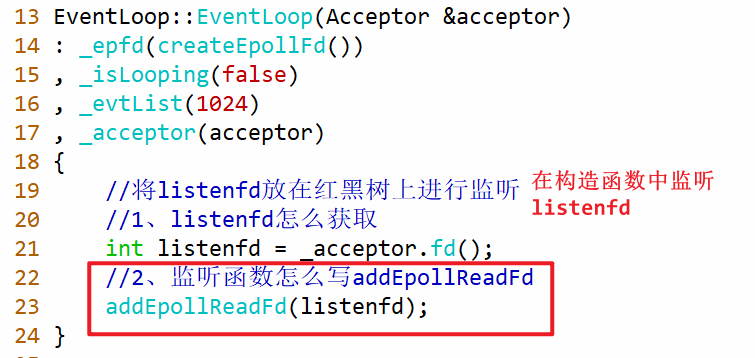 13 EventLoop::EventLoop(Acceptor &acceptor)
14 : _epfd(createEpollFd())
15 , _isLooping(false)
16 , _evtList(1024)
17 , _acceptor(acceptor)
18 {
19 //将listenfd放在红黑树上进行监听
在构造函数中监听
listenfd
20 //1、listenfd怎么获取
21 int listenfd = _acceptor.fd();
22 //2、监听函数怎么写addEpollReadFd
23 addEpollReadFd(listenfd);
24 }